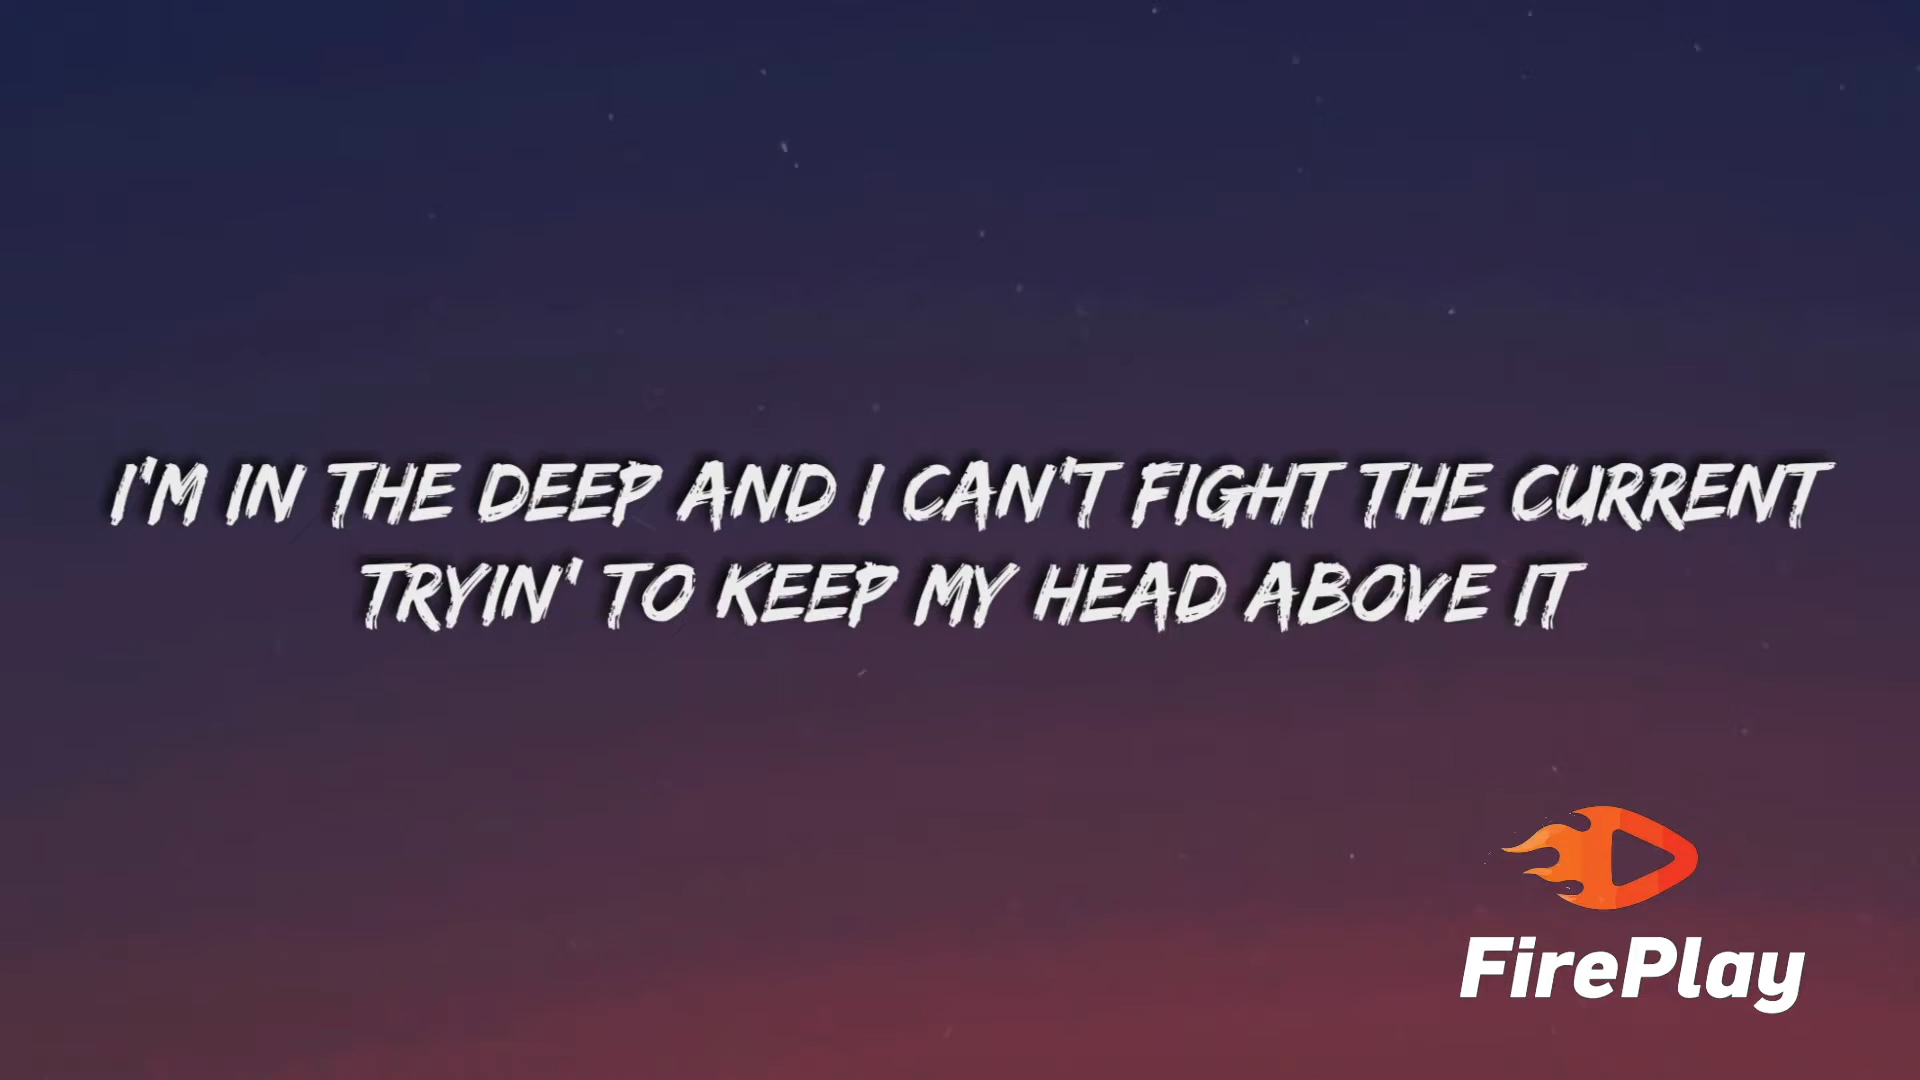 I'M IN THE DEEP AND I CAN'T FIGHT THE CURRENT
TRYIN' TO KEEP MY HEAD ABOVE IT
FirePlay